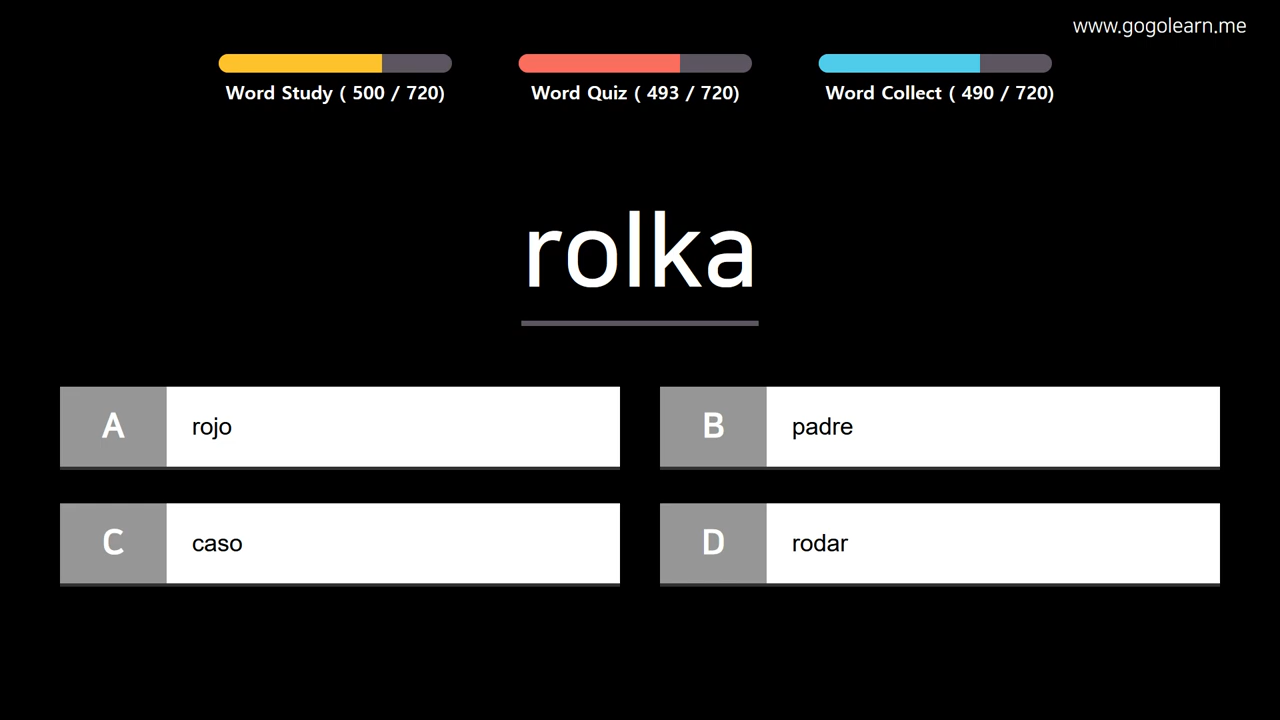 www.gogolearn.me
Word Study ( 500 / 720)
Word Quiz ( 493 / 720)
Word Collect ( 490 / 720)
rolka
A rojo
B padre
C caso
D rodar